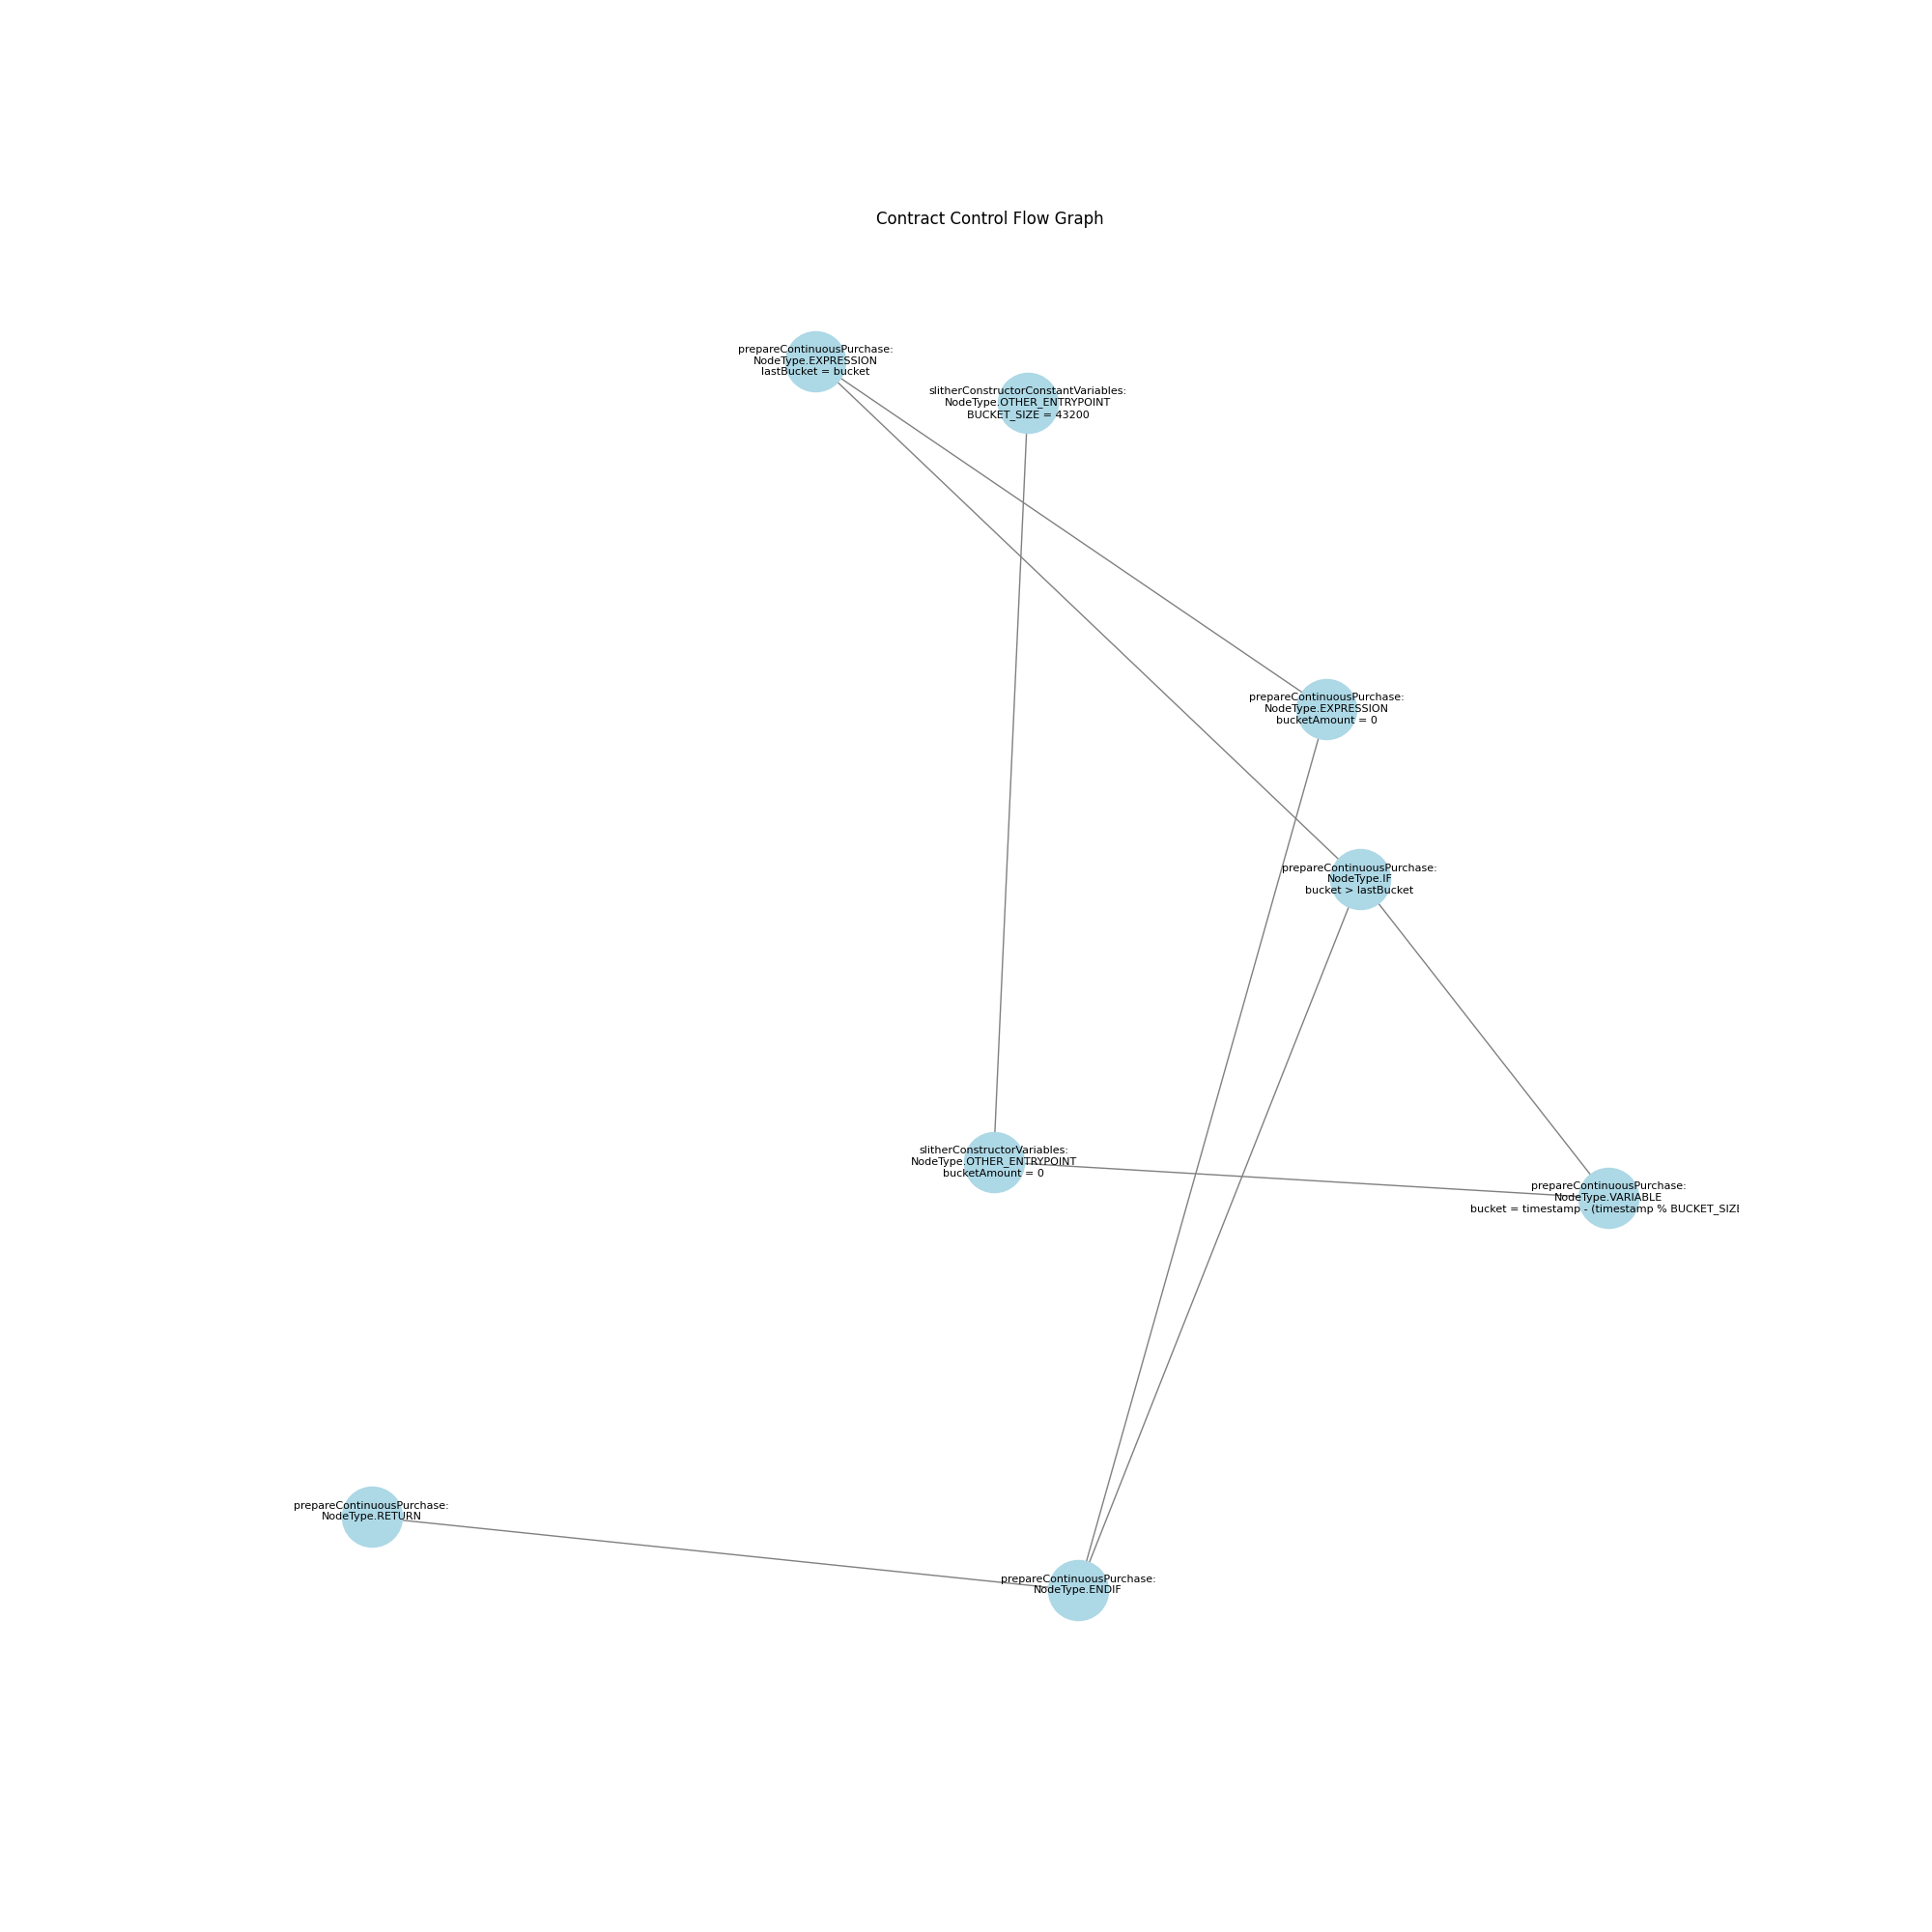 Contract Control Flow Graph
prepareContinuousPurchase:
NodeType.EXPRESSION
lastBucket = bucket
slitherConstructorConstantVariables:
NodeType.OTHER_ENTRYPOINT
BUCKET_SIZE = 43200
prepareContinuousPurchase:
NodeType.EXPRESSION
bucketAmount = 0
prepareContinuousPurchase:
NodeType.IF
bucket > lastBucket
slitherConstructorVariables:
NodeType.OTHER_ENTRYPOINT
bucketAmount = 0
prepareContinuousPurchase:
NodeType.VARIABLE
bucket = timestamp - (timestamp % BUCKET_SIZ
prepareContinuousPurchase:
NodeType.RETURN
prepareContinuousPurchase:
NodeType.ENDIF